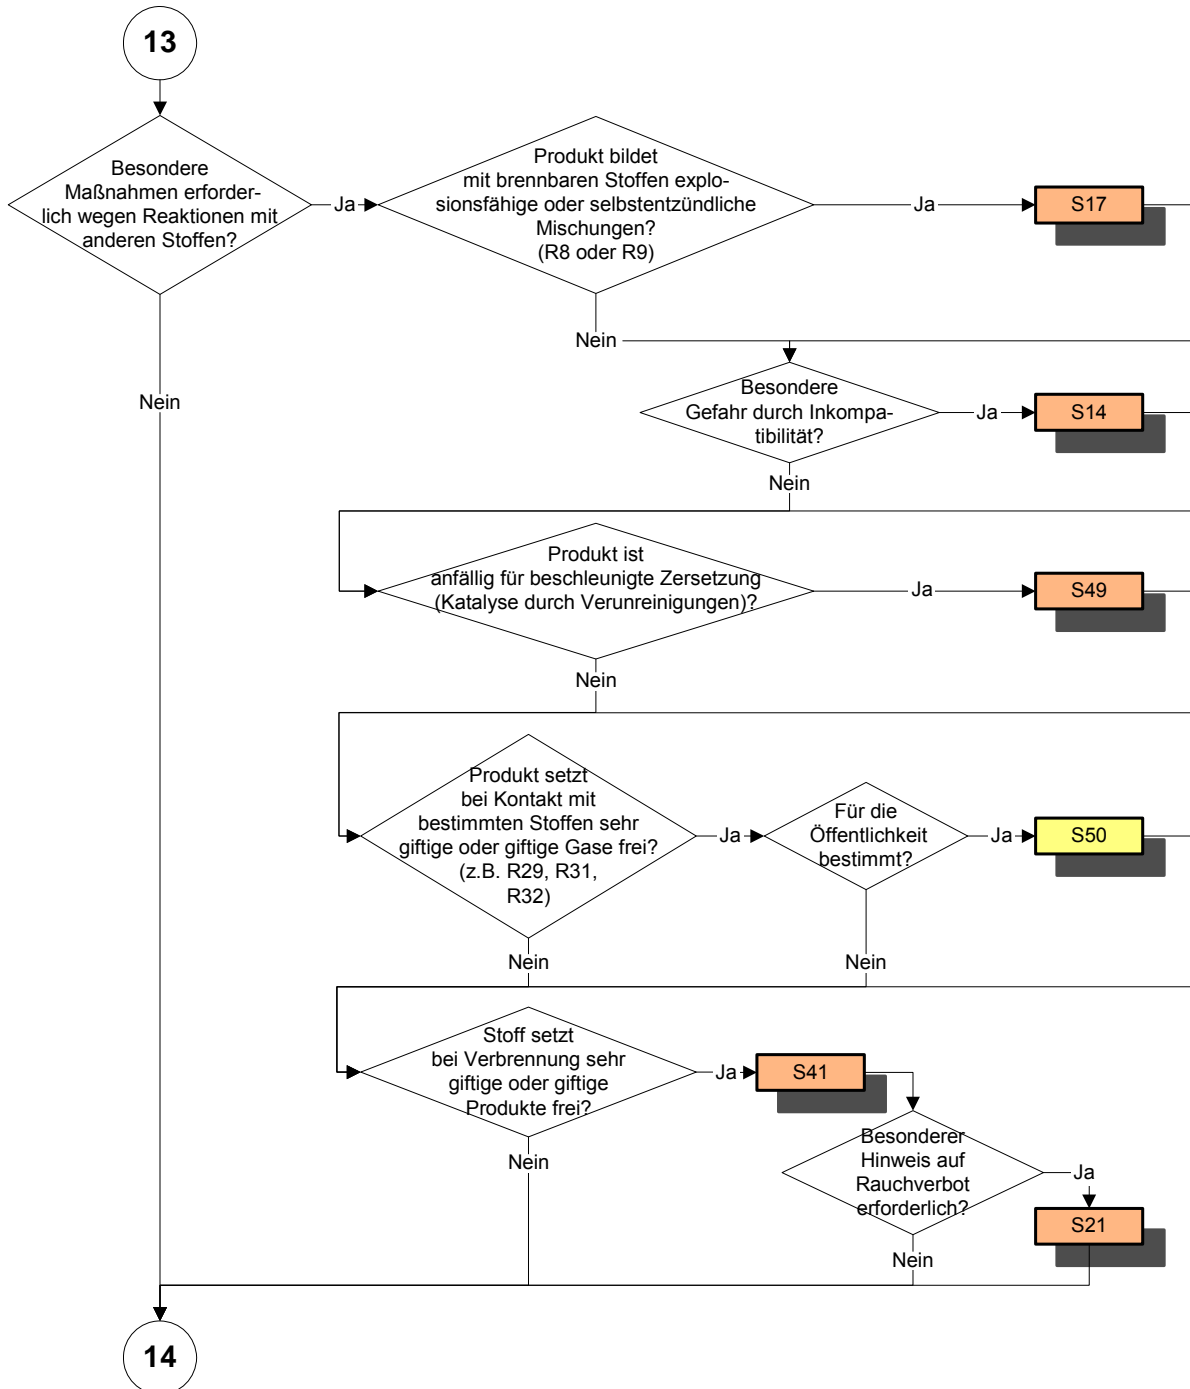 13
Besondere
Maßnahmen erforder-
lich wegen Reaktionen mit
anderen Stoffen?
Ja
Produkt bildet
mit brennbaren Stoffen explo-
sionsfähige oder selbstentzündliche
Mischungen?
(R8 oder R9)
Ja
S17
Nein
Nein
Besondere
Gefahr durch Inkompa-
tibilität?
Ja
S14
Nein
Produkt ist
anfällig für beschleunigte Zersetzung
(Katalyse durch Verunreinigungen)?
Ja
S49
Nein
Produkt setzt
bei Kontakt mit
bestimmten Stoffen sehr
giftige oder giftige Gase frei?
(z.B. R29, R31,
R32)
Ja
Für die
Öffentlichkeit
bestimmt?
Ja
S50
Nein
Nein
Stoff setzt
bei Verbrennung sehr
giftige oder giftige
Produkte frei?
Ja
S41
Nein
Besonderer
Hinweis auf
Rauchverbot
erforderlich?
Ja
S21
Nein
14